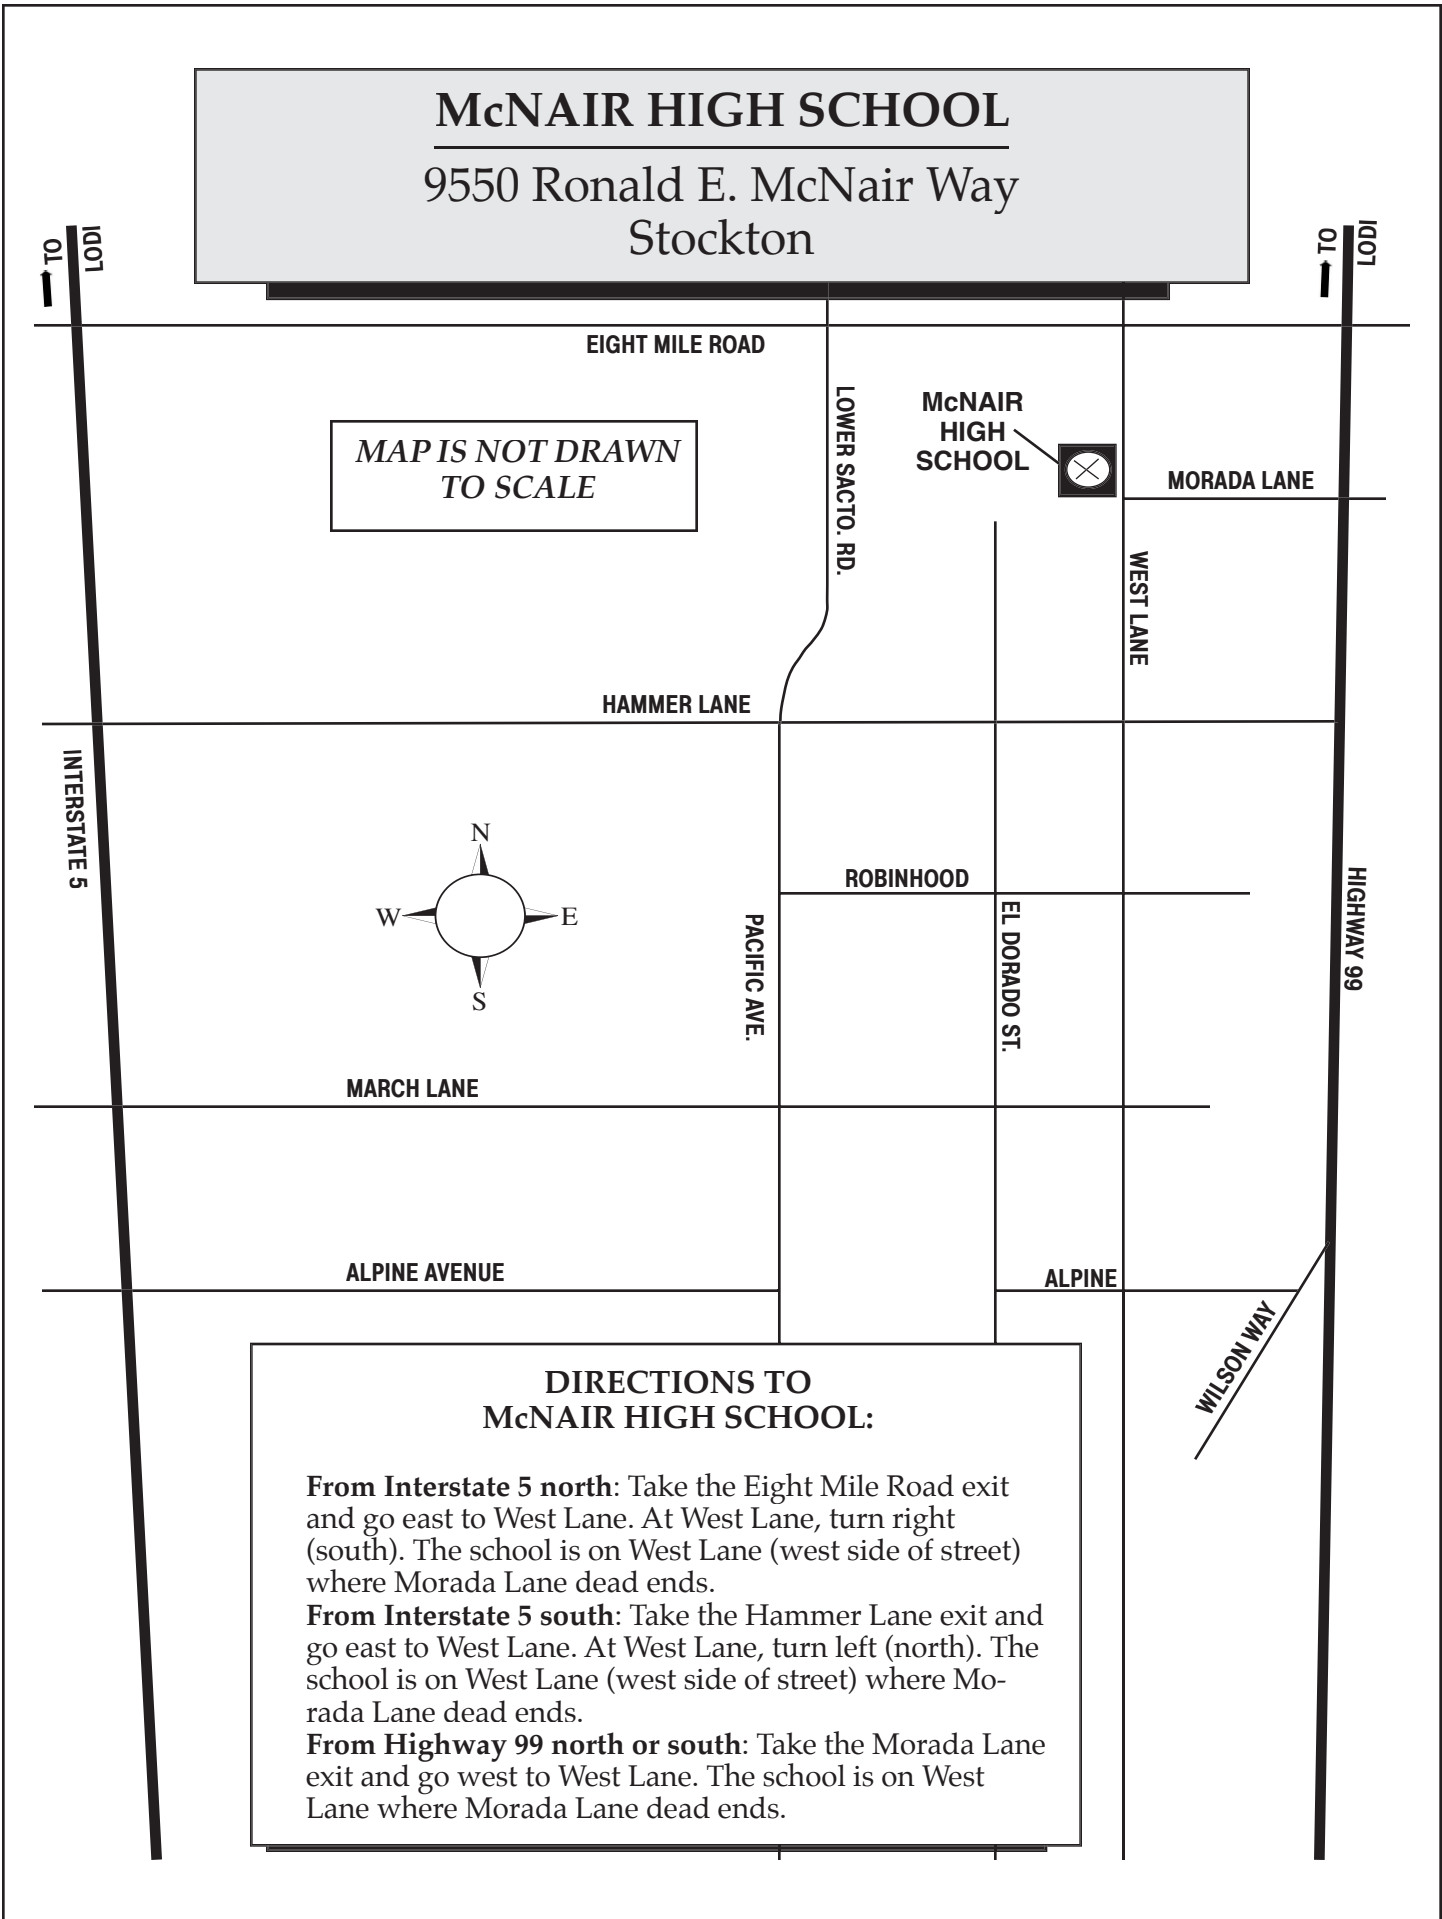 McNAIR HIGH SCHOOL
9550 Ronald E. McNair Way
Stockton
TO
LODI
TO
LODI
EIGHT MILE ROAD
LOWER SACTO. RD.
McNAIR
HIGH
SCHOOL
MAP IS NOT DRAWN
TO SCALE
MORADA LANE
WEST LANE
HAMMER LANE
INTERSTATE 5
N
W
E
S
ROBINHOOD
PACIFIC AVE.
EL DORADO ST.
HIGHWAY 99
MARCH LANE
ALPINE AVENUE
ALPINE
WILSON WAY
DIRECTIONS TO
McNAIR HIGH SCHOOL:
From Interstate 5 north: Take the Eight Mile Road exit
and go east to West Lane. At West Lane, turn right
(south). The school is on West Lane (west side of street)
where Morada Lane dead ends.
From Interstate 5 south: Take the Hammer Lane exit and
go east to West Lane. At West Lane, turn left (north). The
school is on West Lane (west side of street) where Mo-
rada Lane dead ends.
From Highway 99 north or south: Take the Morada Lane
exit and go west to West Lane. The school is on West
Lane where Morada Lane dead ends.